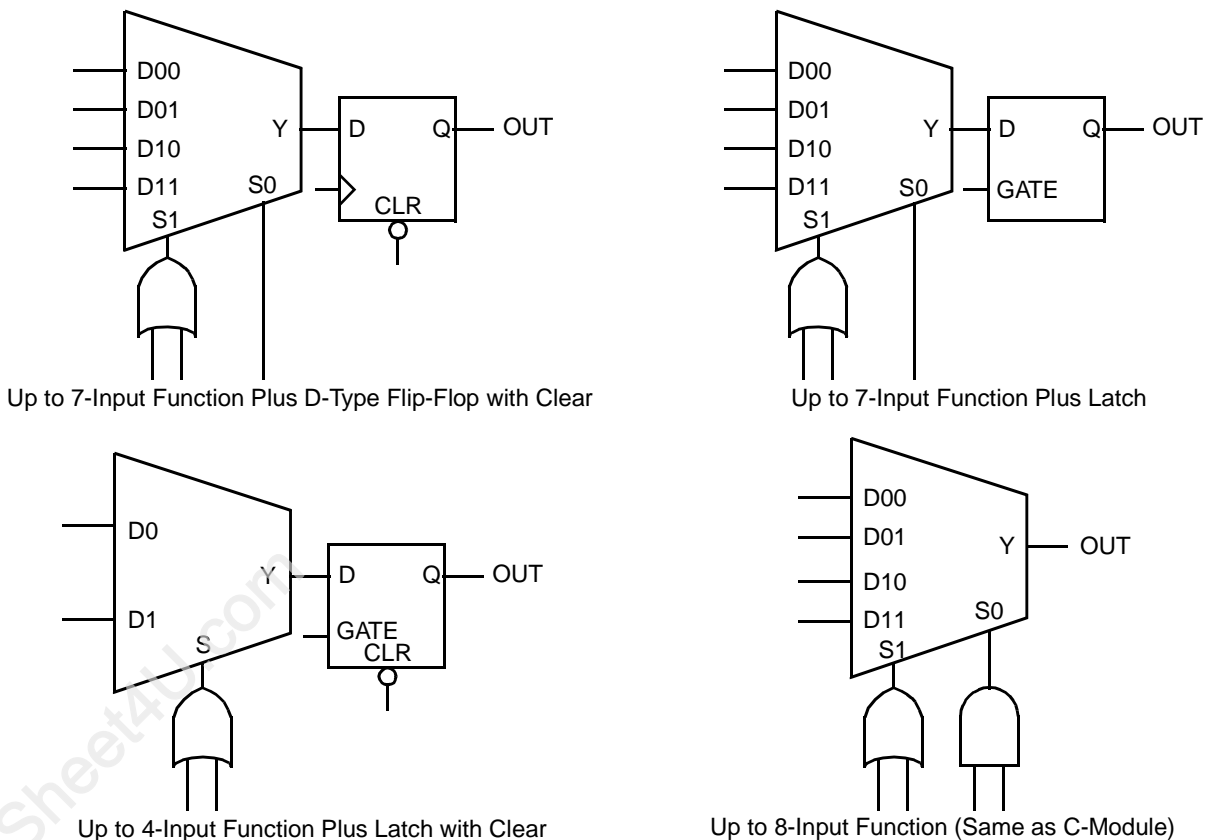 D00
D01
D10
D11
S1
S0
Y
D
Q
CLR
OUT
Up to 7-Input Function Plus D-Type Flip-Flop with Clear
D00
D01
D10
D11
S1
S0
Y
D
Q
GATE
OUT
Up to 7-Input Function Plus Latch
D0
D1
S
Y
D
Q
GATE
CLR
OUT
Up to 4-Input Function Plus Latch with Clear
D00
D01
D10
D11
S1
S0
Y
OUT
Up to 8-Input Function (Same as C-Module)
Sheet4U.com